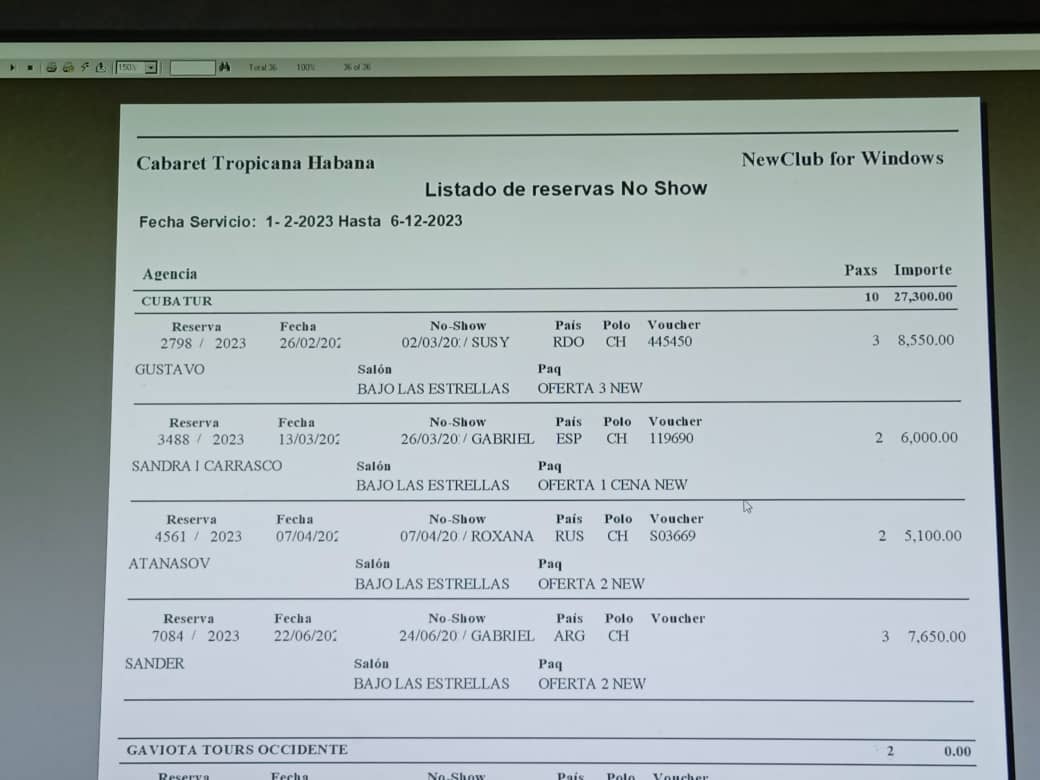 150% Total 36 100% 36 of 36
Cabaret Tropicana Habana NewClub for Windows
Listado de reservas No Show
Fecha Servicio: 1- 2-2023 Hasta 6-12-2023
Agencia Paxs Importe
CUBATUR 10 27,300.00
Reserva Fecha No-Show País Polo Voucher
2798 / 2023 26/02/202 02/03/20 / SUSY RDO CH 445450 3 8,550.00
GUSTAVO Salón Paq
BAJO LAS ESTRELLAS OFERTA 3 NEW
Reserva Fecha No-Show País Polo Voucher
3488 / 2023 13/03/202 26/03/20 / GABRIEL ESP CH 119690 2 6,000.00
SANDRA I CARRASCO Salón Paq
BAJO LAS ESTRELLAS OFERTA 1 CENA NEW
Reserva Fecha No-Show País Polo Voucher
4561 / 2023 07/04/202 07/04/20 / ROXANA RUS CH S03669 2 5,100.00
ATANASOV Salón Paq
BAJO LAS ESTRELLAS OFERTA 2 NEW
Reserva Fecha No-Show País Polo Voucher
7084 / 2023 22/06/202 24/06/20 / GABRIEL ARG CH 3 7,650.00
SANDER Salón Paq
BAJO LAS ESTRELLAS OFERTA 2 NEW
GAVIOTA TOURS OCCIDENTE 2 0.00
Reserva Fecha No-Show País Polo Voucher